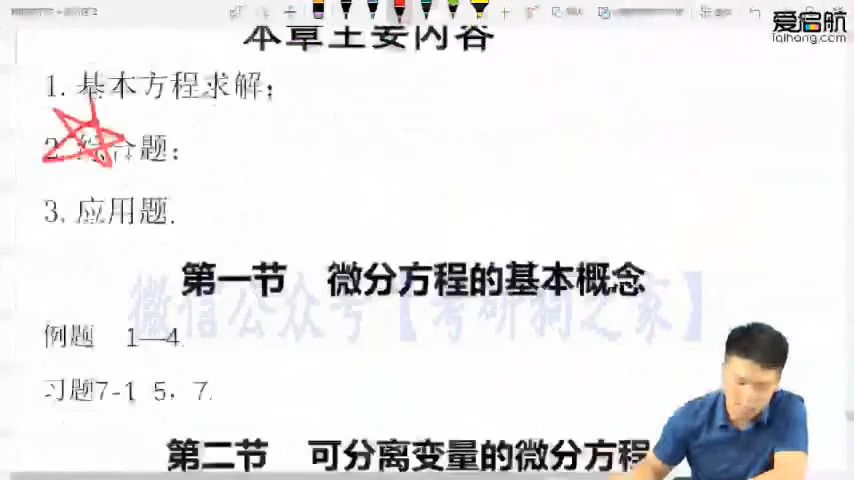 爱启航
iqihang.com
本章主要内容
1. 基本方程求解;
2. 综合题;
3. 应用题.
第一节 微分方程的基本概念
微信公众号【考研狗之家】
例题 1—4.
习题7-1 5, 7.
第二节 可分离变量的微分方程